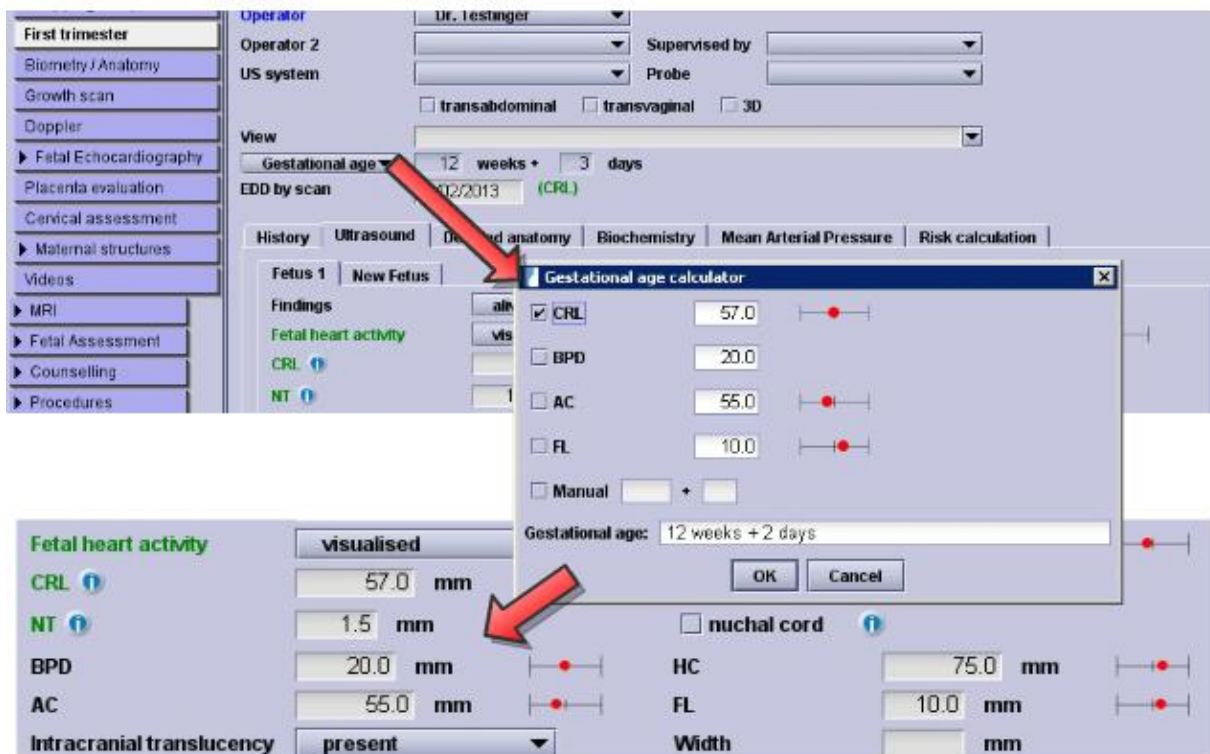 Operator Dr. Testinger
First trimester
Operator 2 Supervised by
Biometry / Anatomy
US system Probe
Growth scan
transabdominal transvaginal 3D
Doppler
View
Fetal Echocardiography
Gestational age 12 weeks + 3 days
Placenta evaluation
EDD by scan /02/2013 (CRL)
Cervical assessment
History Ultrasound anatomy Biochemistry Mean Arterial Pressure Risk calculation
Maternal structures
Videos
Fetus 1 New Fetus
MRI
Findings
Fetal Assessment
Fetal heart activity
Counselling
CRL
Procedures
NT 1
Gestational age calculator
CRL 57.0
BPD 20.0
AC 55.0
FL 10.0
Manual +
Gestational age: 12 weeks + 2 days
OK Cancel
Fetal heart activity visualised
CRL 57.0 mm
NT 1.5 mm nuchal cord
BPD 20.0 mm HC 75.0 mm
AC 55.0 mm FL 10.0 mm
Intracranial translucency present Width mm